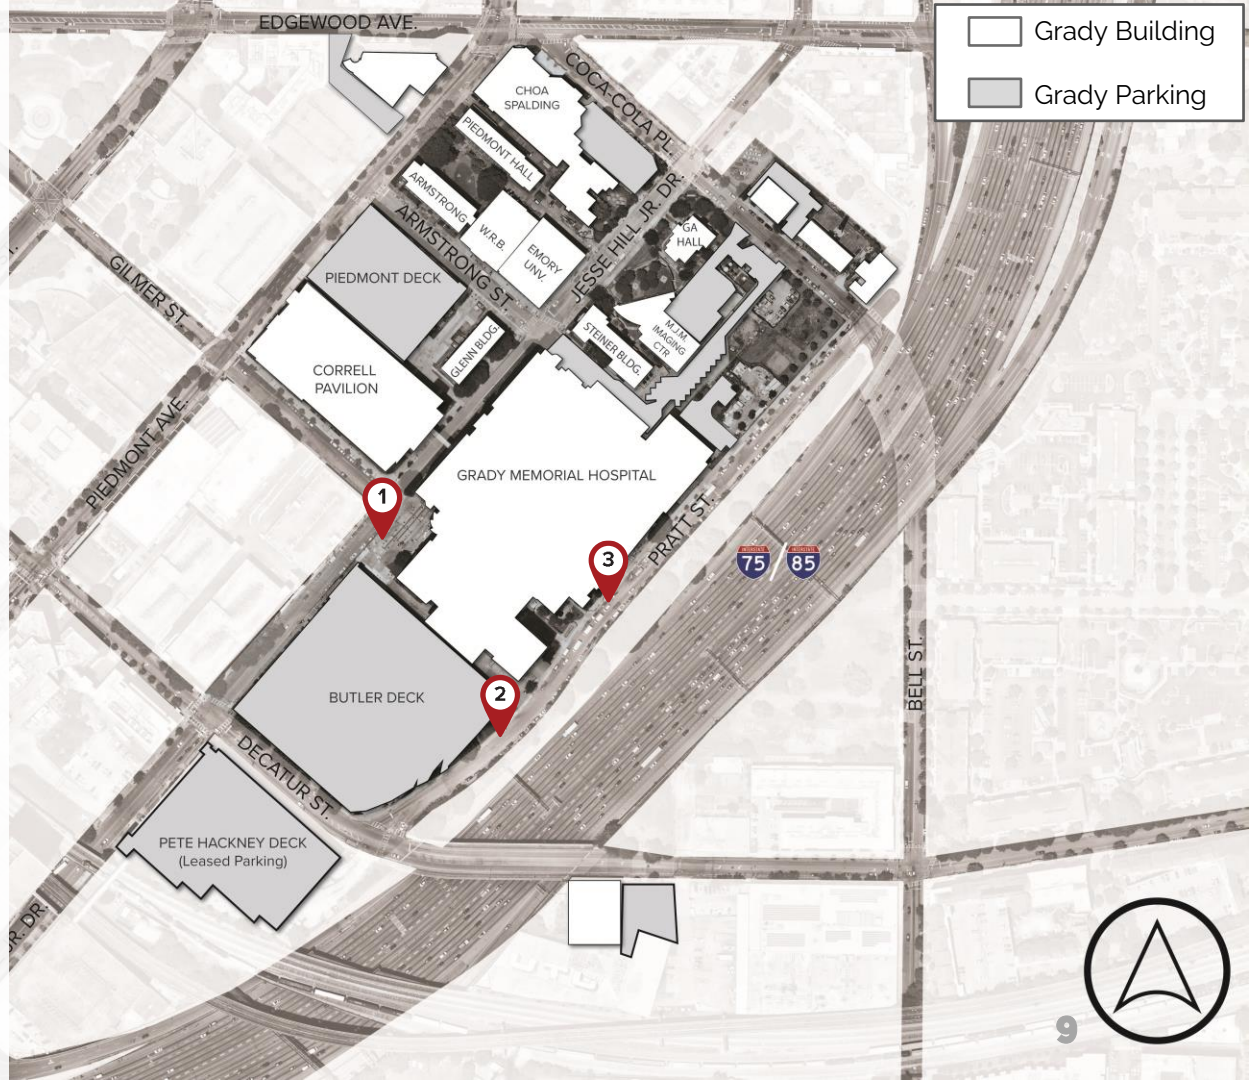 EDGEWOOD AVE.
Grady Building
Grady Parking
COCA-COLA PL.
CHOA
SPALDING
PIEDMONT HALL
ARMSTRONG
W.R.B.
EMORY
UNV.
JESSE HILL JR. DR.
GA
HALL
ARMSTRONG ST
PIEDMONT DECK
GILMER ST.
GLENN BLDG.
STEINER BLDG.
M.J.M.
IMAGING
CTR
CORRELL
PAVILION
PIEDMONT AVE.
GRADY MEMORIAL HOSPITAL
1
PRATT ST.
3
INTERSTATE
75
/
INTERSTATE
85
BELL ST.
BUTLER DECK
2
DECATUR ST.
PETE HACKNEY DECK
(Leased Parking)
JR. DR.
9